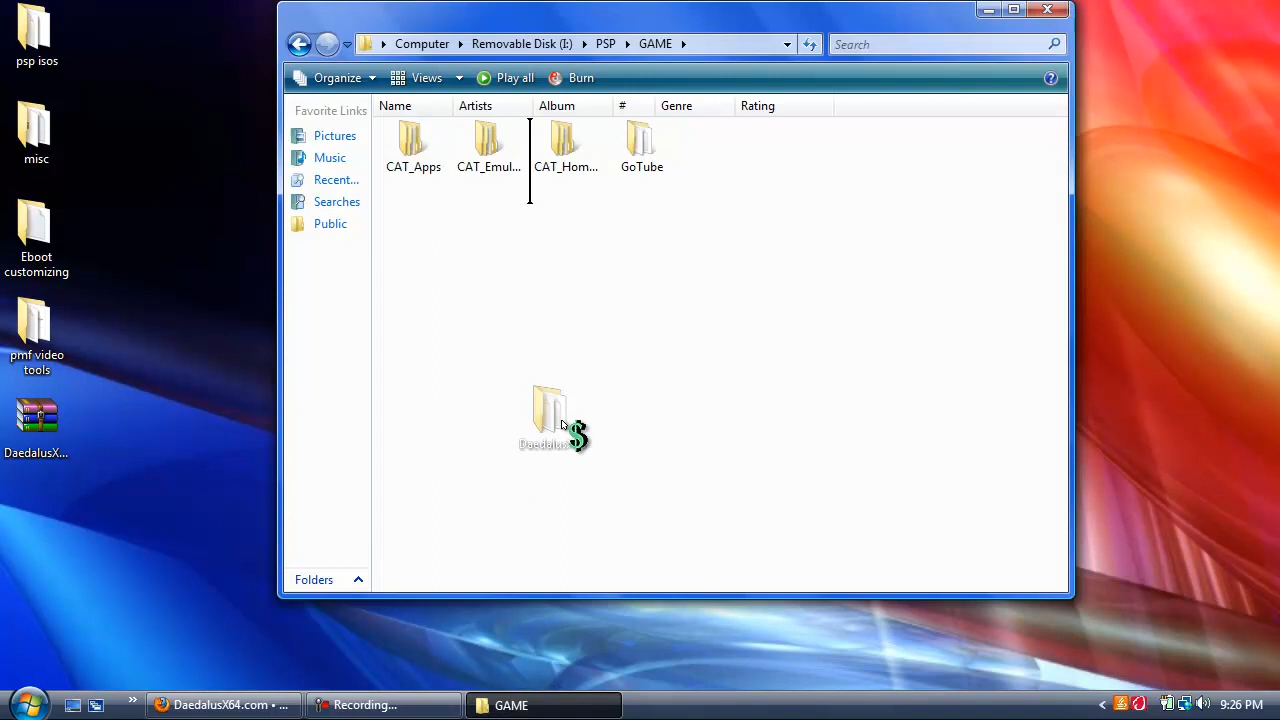 psp isos
misc
Eboot
customizing
pmf video
tools
DaedalusX...
Computer
Removable Disk (I:)
PSP
GAME
Search
Organize
Views
Play all
Burn
Favorite Links
Pictures
Music
Recent...
Searches
Public
Folders
Name
Artists
Album
#
Genre
Rating
CAT_Apps
CAT_Emul...
CAT_Hom...
GoTube
$
DaedalusX64.com • ...
Recording...
GAME
9:26 PM